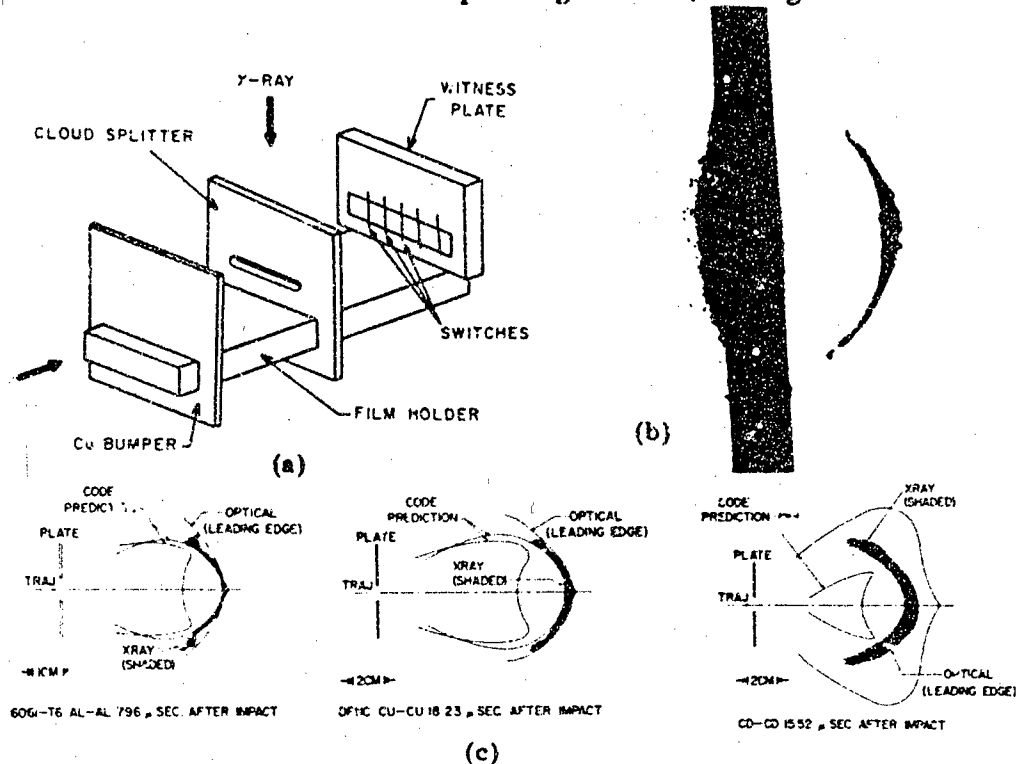 γ-RAY
CLOUD SPLITTER
WITNESS
PLATE
SWITCHES
FILM HOLDER
Cu BUMPER
(a)
(b)
CODE
OPTICAL
(LEADING EDGE)
PLATE
TRAJ
XRAY
(SHADED)
6061-T6 AL-AL 7.96 μ SEC. AFTER IMPACT
CODE
PREDICTION
OPTICAL
(LEADING EDGE)
PLATE
XRAY
(SHADED)
TRAJ
2CM
CU-CU 18.23 μ SEC AFTER IMPACT
CODE
PREDICTION
XRAY
(SHADED)
PLATE
TRAJ
2CM
OPTICAL
(LEADING EDGE)
CD-CD 15.52 μ SEC AFTER IMPACT
(c)